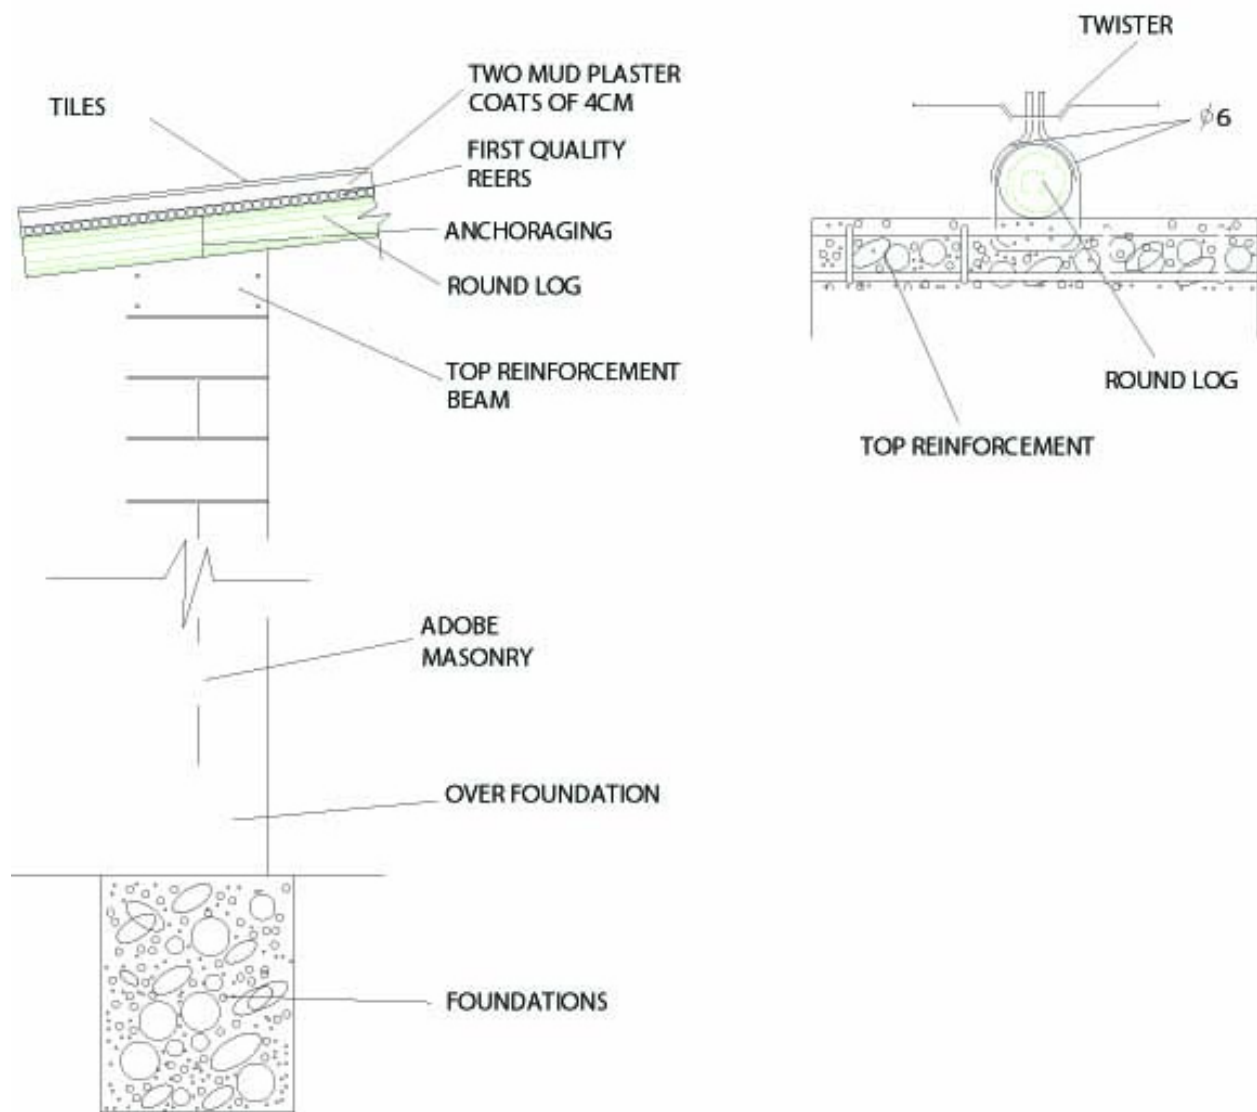 TILES
TWO MUD PLASTER
COATS OF 4CM
FIRST QUALITY
REERS
ANCHORAGING
ROUND LOG
TOP REINFORCEMENT
BEAM
ADOBE
MASONRY
OVER FOUNDATION
FOUNDATIONS
TWISTER
Ø6
ROUND LOG
TOP REINFORCEMENT